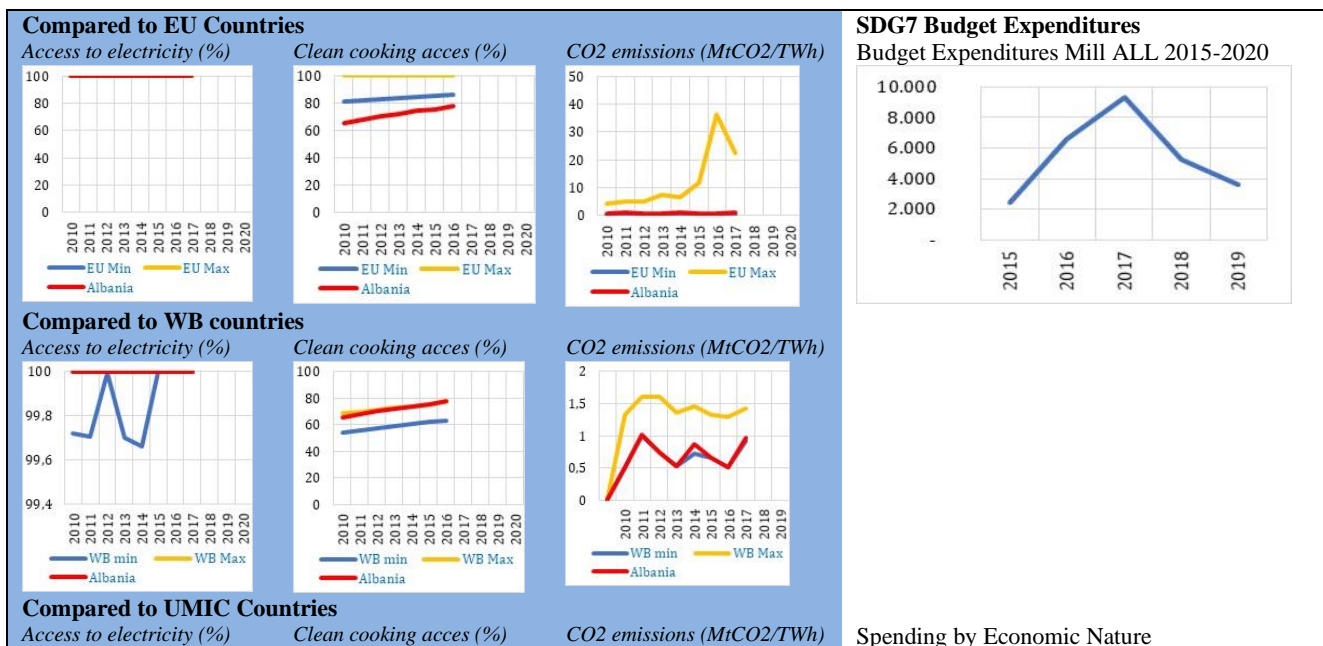 Compared to EU Countries
Access to electricity (%) Clean cooking acces (%) CO2 emissions (MtCO2/TWh)
100
80
60
40
20
0
2010 2011 2012 2013 2014 2015 2016 2017 2018 2019 2020
EU Min EU Max
Albania
100
80
60
40
20
0
2010 2011 2012 2013 2014 2015 2016 2017 2018 2019 2020
EU Min EU Max
Albania
50
40
30
20
10
0
2010 2011 2012 2013 2014 2015 2016 2017 2018 2019 2020
EU Min EU Max
Albania
SDG7 Budget Expenditures
Budget Expenditures Mill ALL 2015-2020
10.000
8.000
6.000
4.000
2.000
-
2015 2016 2017 2018 2019
Compared to WB countries
Access to electricity (%) Clean cooking acces (%) CO2 emissions (MtCO2/TWh)
100
99,8
99,6
99,4
2010 2011 2012 2013 2014 2015 2016 2017 2018 2019 2020
WB min WB Max
Albania
100
80
60
40
20
0
2010 2011 2012 2013 2014 2015 2016 2017 2018 2019 2020
WB min WB Max
Albania
2
1,5
1
0,5
0
2010 2011 2012 2013 2014 2015 2016 2017 2018 2019
WB min WB Max
Albania
Compared to UMIC Countries
Access to electricity (%) Clean cooking acces (%) CO2 emissions (MtCO2/TWh)
Spending by Economic Nature